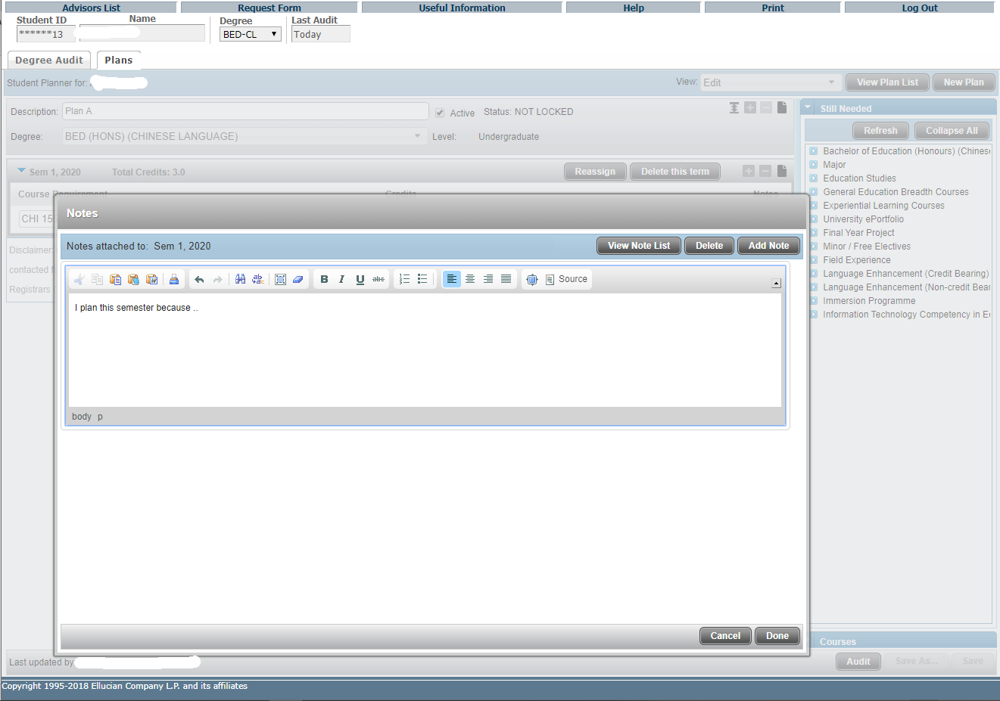 Advisors List Request Form Useful Information Help Print Log Out
Student ID Name Degree Last Audit
******13 BED-CL Today
Degree Audit Plans
Student Planner for: View: Edit View Plan List New Plan
Description: Plan A Active Status: NOT LOCKED
Degree: BED (HONS) (CHINESE LANGUAGE) Level: Undergraduate
Sem 1, 2020 Total Credits: 3.0 Reassign Delete this term
Course Requirement Credits Notes
CHI 15
Disclaimer:
contacted
Registrars
Notes
Notes attached to: Sem 1, 2020 View Note List Delete Add Note
B I U abc Source
I plan this semester because ..
body p
Cancel Done
Still Needed
Refresh Collapse All
Bachelor of Education (Honours) (Chinese
Major
Education Studies
General Education Breadth Courses
Experiential Learning Courses
University ePortfolio
Final Year Project
Minor / Free Electives
Field Experience
Language Enhancement (Credit Bearing)
Language Enhancement (Non-credit Bear
Immersion Programme
Information Technology Competency in E
Courses
Last updated by Audit Save As... Save
Copyright 1995-2018 Ellucian Company L.P. and its affiliates